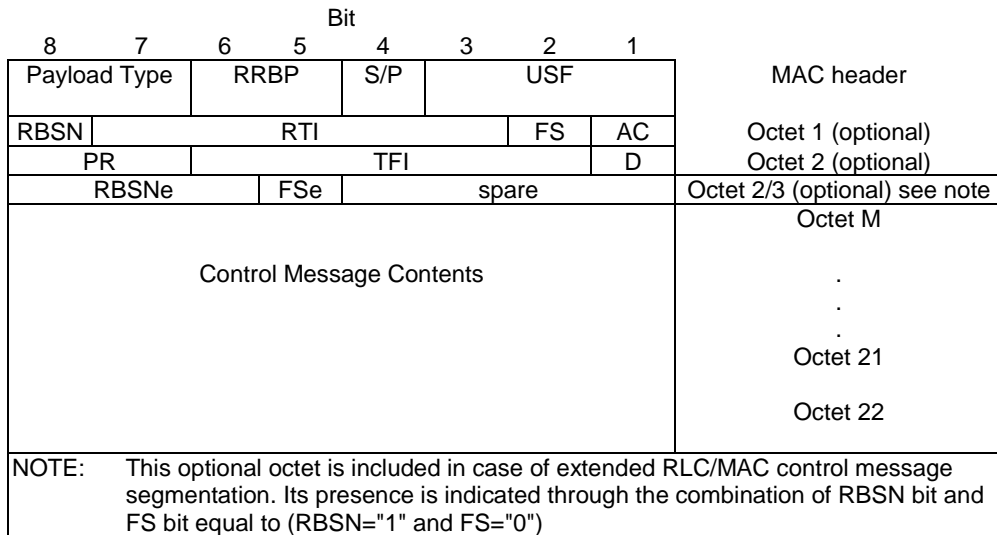 Bit
8 7 6 5 4 3 2 1
Payload Type RRBP S/P USF MAC header
RBSN RTI FS AC Octet 1 (optional)
PR TFI D Octet 2 (optional)
RBSNe FSe spare Octet 2/3 (optional) see note
Octet M
Control Message Contents .
.
.
Octet 21
Octet 22
NOTE: This optional octet is included in case of extended RLC/MAC control message
segmentation. Its presence is indicated through the combination of RBSN bit and
FS bit equal to (RBSN="1" and FS="0")